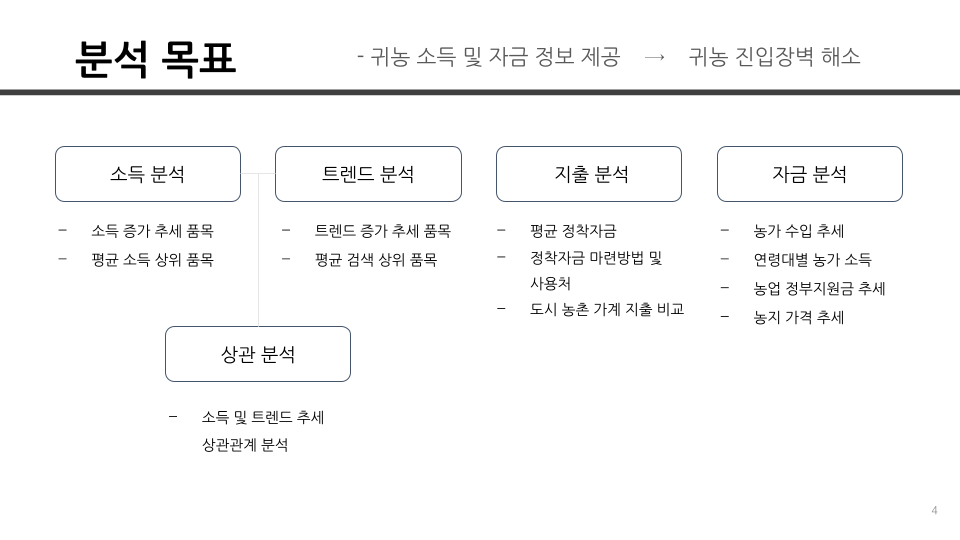 분석 목표
- 귀농 소득 및 자금 정보 제공 → 귀농 진입장벽 해소
소득 분석
– 소득 증가 추세 품목
– 평균 소득 상위 품목
트렌드 분석
– 트렌드 증가 추세 품목
– 평균 검색 상위 품목
상관 분석
– 소득 및 트렌드 추세
상관관계 분석
지출 분석
– 평균 정착자금
– 정착자금 마련방법 및
사용처
– 도시 농촌 가계 지출 비교
자금 분석
– 농가 수입 추세
– 연령대별 농가 소득
– 농업 정부지원금 추세
– 농지 가격 추세
4